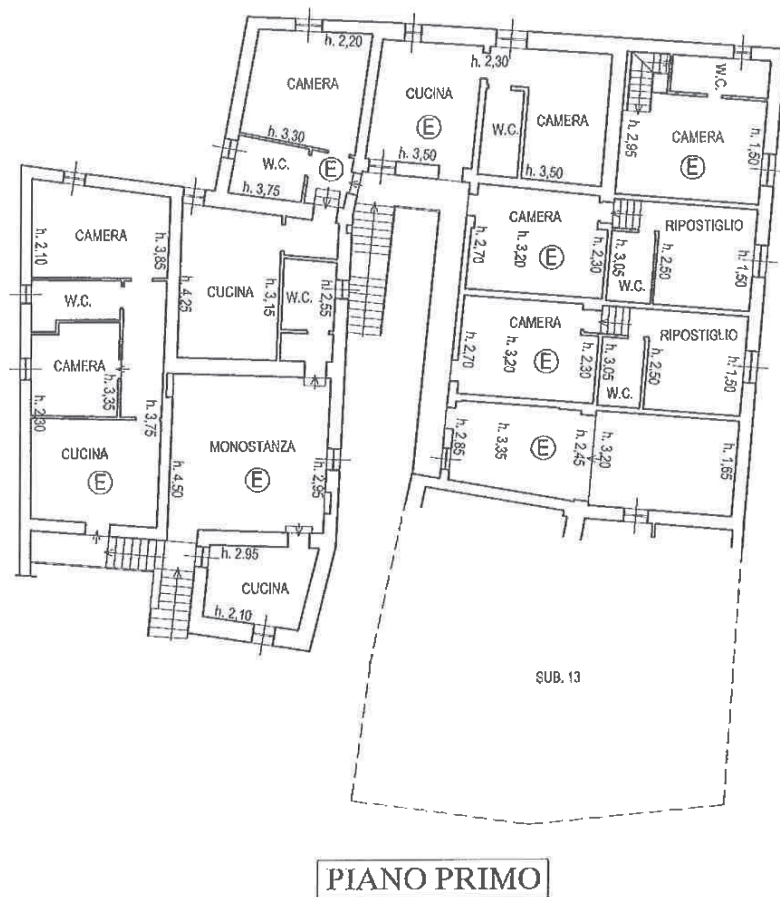 h. 2,20
CAMERA
h. 3,30
W.C.
h. 3,75
E
h. 2,30
CUCINA
E
h. 3,50
W.C.
CAMERA
h. 3,50
W.C.
h. 2,95
CAMERA
E
h. 1,50
CAMERA
h. 2,10
h. 3,85
W.C.
CAMERA
h. 3,35
h. 2,30
h. 3,75
CUCINA
E
h. 4,25
CUCINA
h. 3,15
W.C.
h. 2,55
MONOSTANZA
E
h. 4,50
h. 2,95
h. 2.95
CUCINA
h. 2,10
CAMERA
h. 2,70
h. 3,20
E
h. 2,30
RIPOSTIGLIO
h. 3,05
W.C.
h. 2,50
h. 1,50
CAMERA
h. 2,70
h. 3,20
E
h. 2,30
RIPOSTIGLIO
h. 3,05
W.C.
h. 2,50
h. 1,50
h. 2,85
h. 3,35
E
h. 2,45
h. 3,20
h. 1,65
SUB. 13
PIANO PRIMO